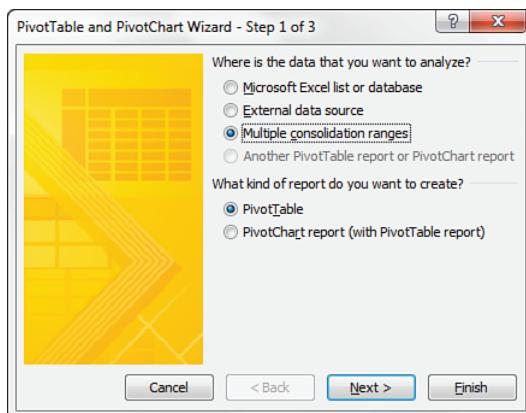 PivotTable and PivotChart Wizard - Step 1 of 3
Where is the data that you want to analyze?
Microsoft Excel list or database
External data source
Multiple consolidation ranges
Another PivotTable report or PivotChart report
What kind of report do you want to create?
PivotTable
PivotChart report (with PivotTable report)
Cancel < Back Next > Finish